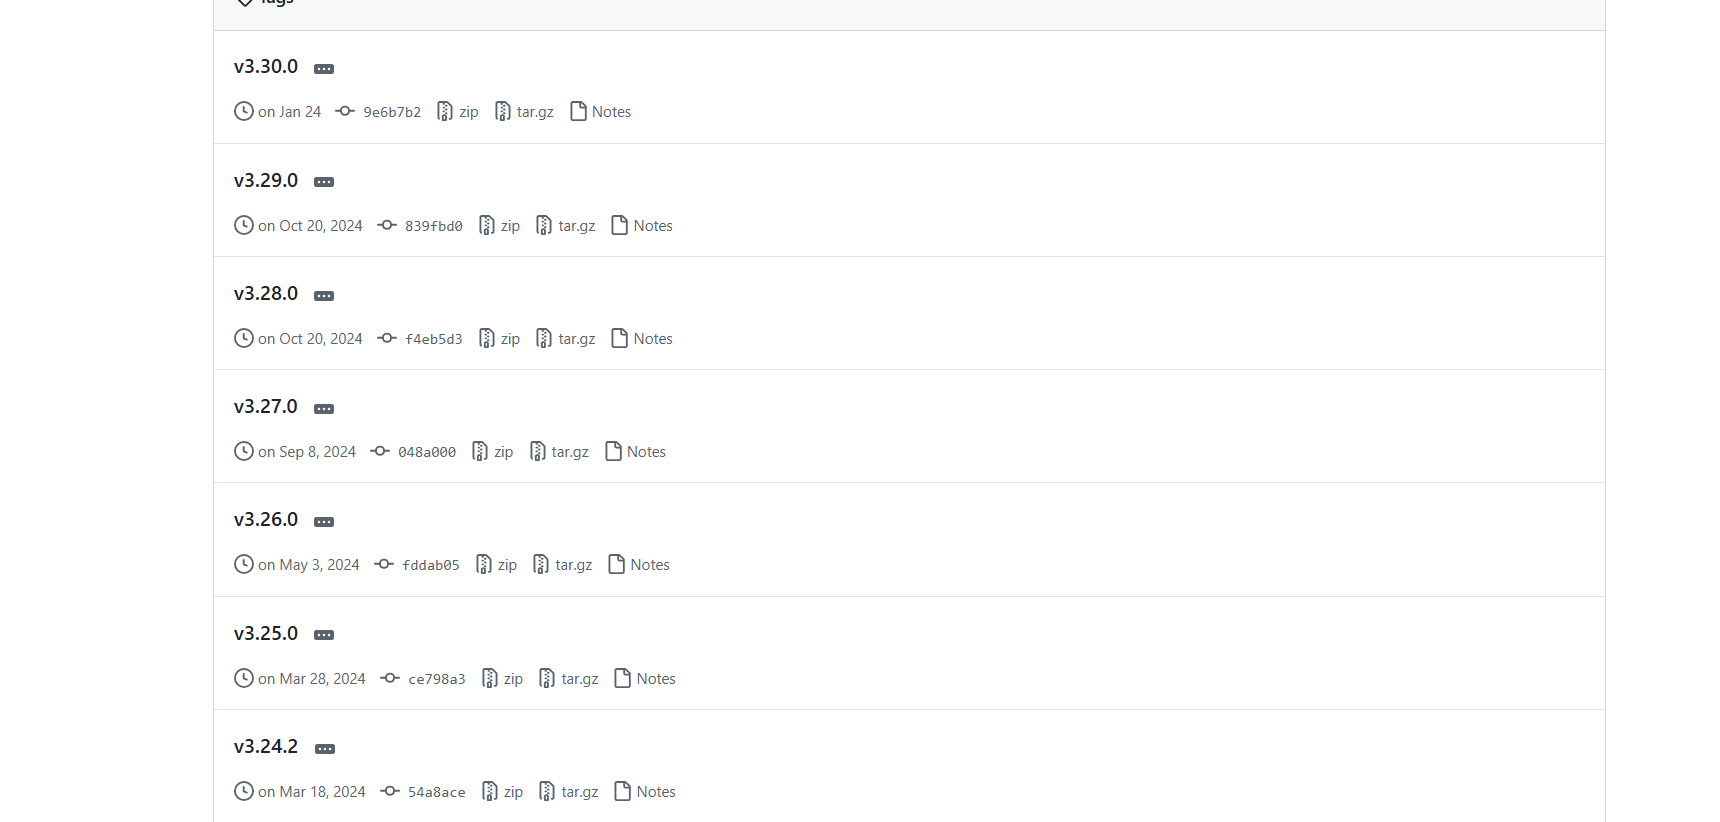 Tags
v3.30.0
on Jan 24 9e6b7b2 zip tar.gz Notes
v3.29.0
on Oct 20, 2024 839fbd0 zip tar.gz Notes
v3.28.0
on Oct 20, 2024 f4eb5d3 zip tar.gz Notes
v3.27.0
on Sep 8, 2024 048a000 zip tar.gz Notes
v3.26.0
on May 3, 2024 fddab05 zip tar.gz Notes
v3.25.0
on Mar 28, 2024 ce798a3 zip tar.gz Notes
v3.24.2
on Mar 18, 2024 54a8ace zip tar.gz Notes